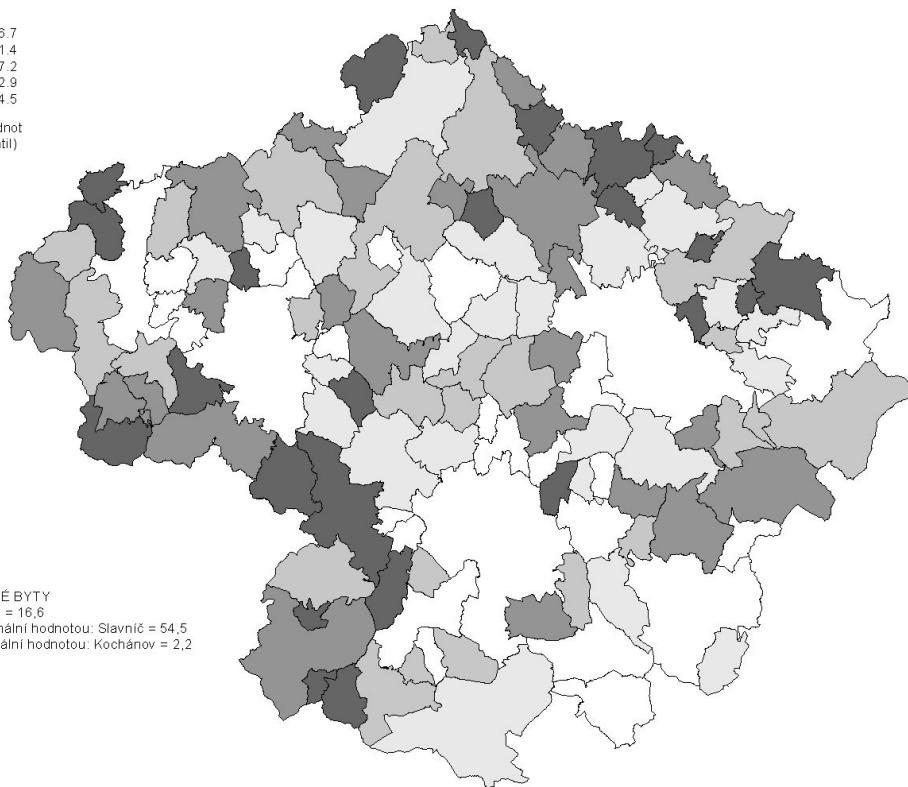 6.7
1.4
7.2
2.9
4.5
dnot
til)
É BYTY
= 16,6
nální hodnotou: Slavníč = 54,5
ální hodnotou: Kochánov = 2,2